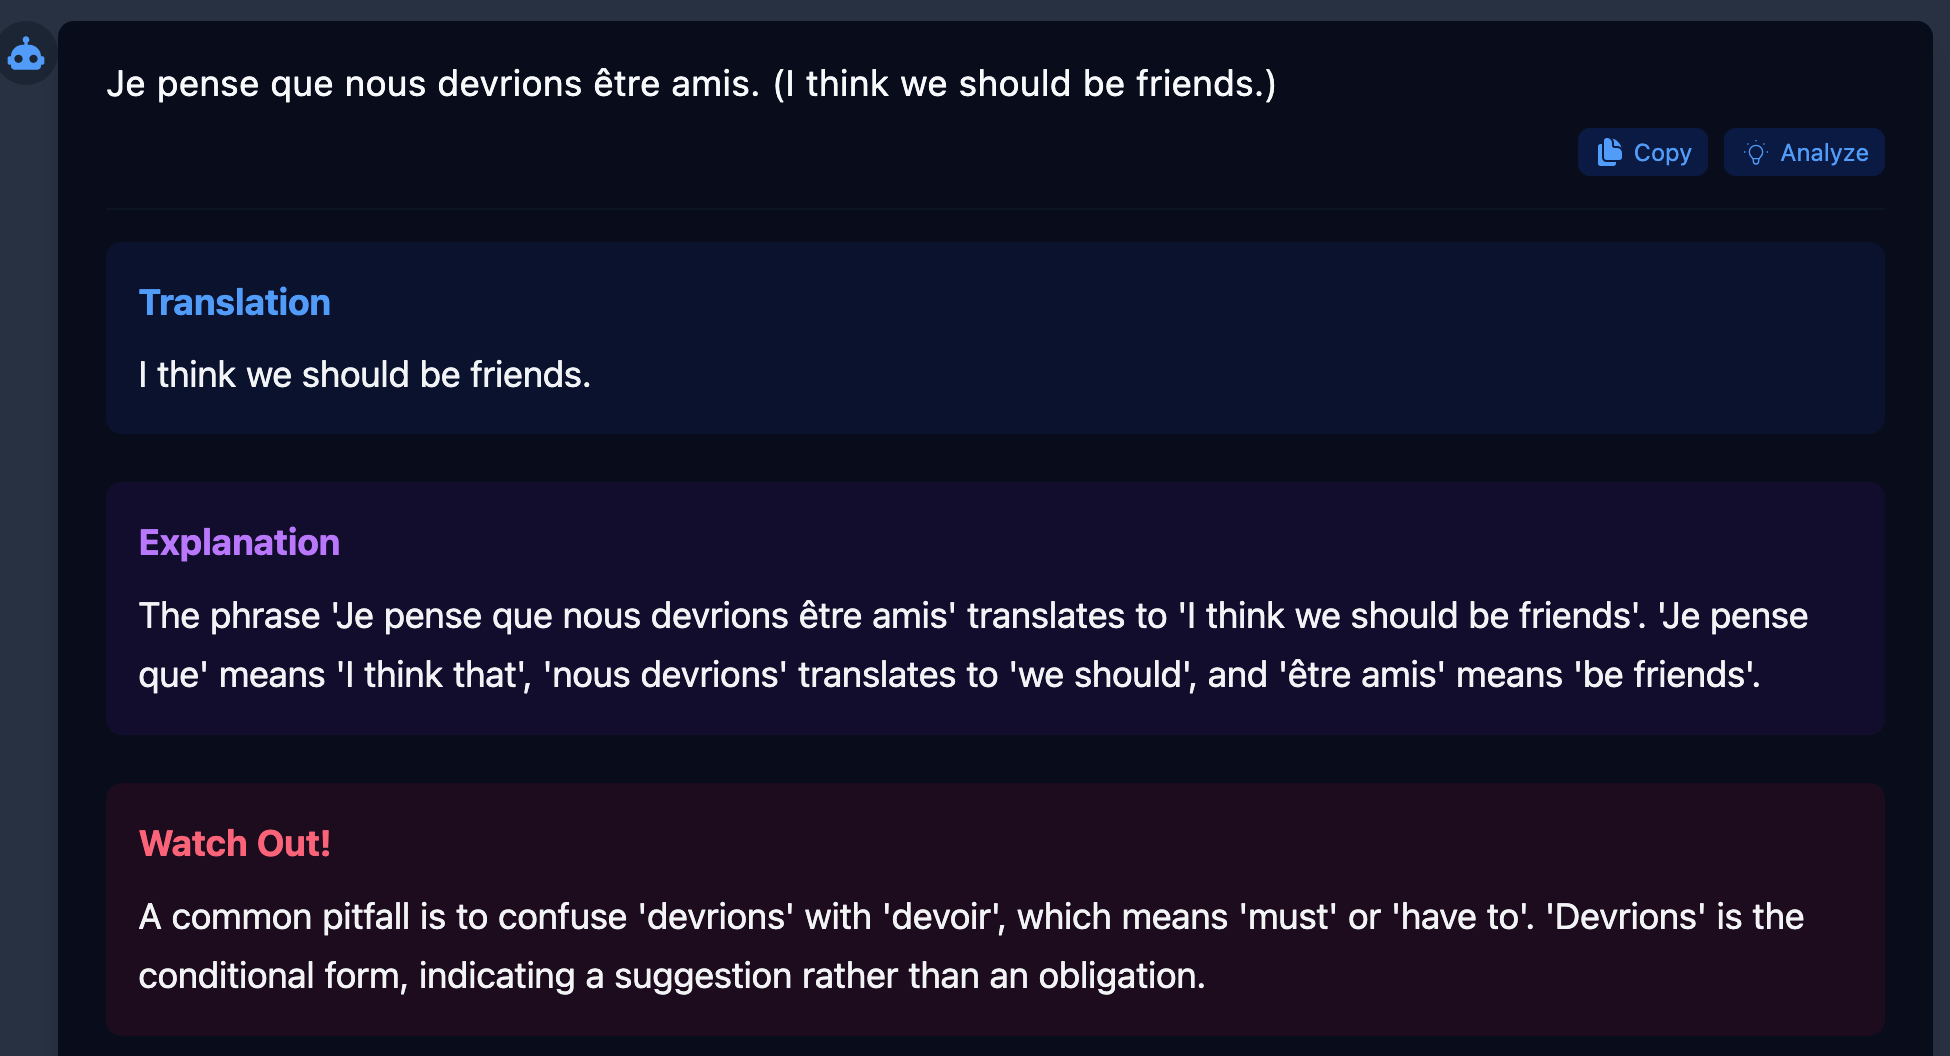 Je pense que nous devrions être amis. (I think we should be friends.)
Copy
Analyze
Translation
I think we should be friends.
Explanation
The phrase 'Je pense que nous devrions être amis' translates to 'I think we should be friends'. 'Je pense
que' means 'I think that', 'nous devrions' translates to 'we should', and 'être amis' means 'be friends'.
Watch Out!
A common pitfall is to confuse 'devrions' with 'devoir', which means 'must' or 'have to'. 'Devrions' is the
conditional form, indicating a suggestion rather than an obligation.